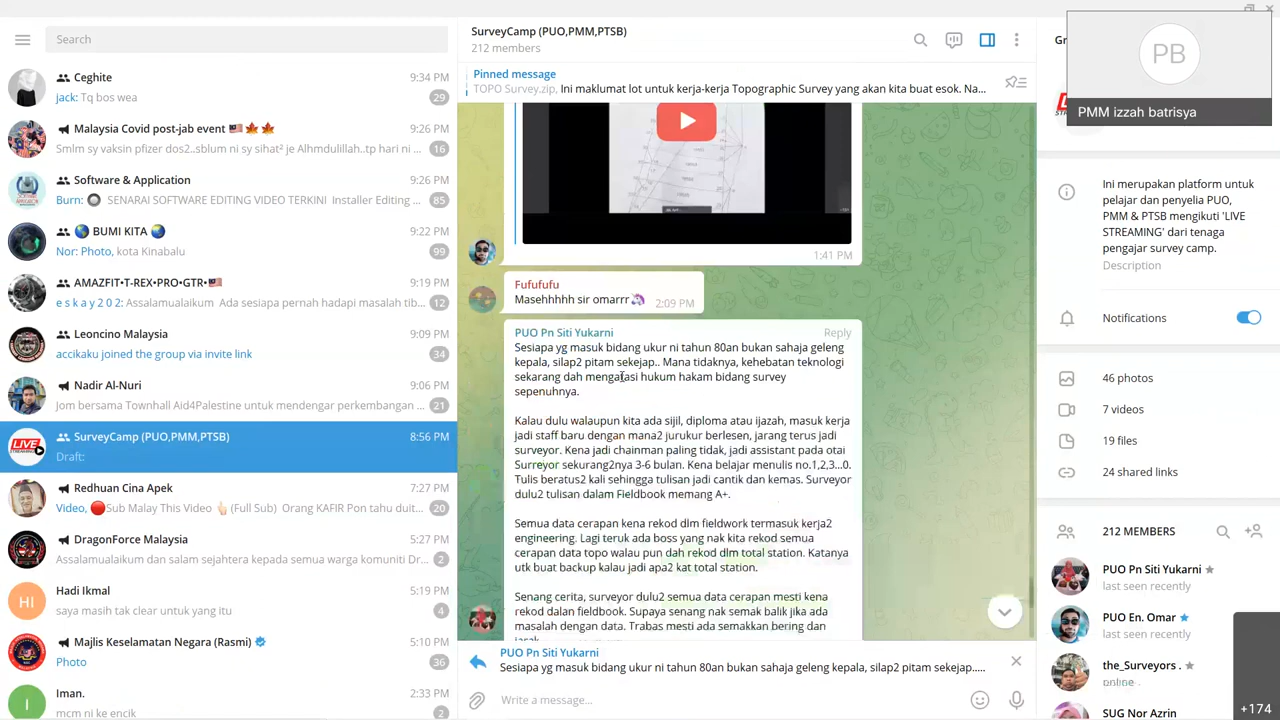 Search
Ceghite
9:34 PM
jack: Tq bos wea
29
Malaysia Covid post-jab event
9:26 PM
Smlm sy vaksin pfizer dos2..sblum ni sy sihat² je Alhmdulillah..tp hari ni ...
16
Software & Application
9:26 PM
Burn: SENARAI SOFTWARE EDITING VIDEO TERKINI Installer Editing ...
85
BUMI KITA
9:22 PM
Nor: Photo, kota Kinabalu
99
AMAZFIT•T-REX•PRO•GTR•
9:19 PM
e s k a y 2 0 2: Assalamualaikum Ada sesiapa pernah hadapi masalah tib...
12
Leoncino Malaysia
9:09 PM
accikaku joined the group via invite link
34
Nadir Al-Nuri
9:06 PM
Jom bersama Townhall Aid4Palestine untuk mendengar perkembangan ...
21
SurveyCamp (PUO,PMM,PTSB)
8:56 PM
Draft:
Redhuan Cina Apek
7:27 PM
Video, Sub Malay This Video (Full Sub) Orang KAFIR Pon tahu duit...
20
DragonForce Malaysia
5:27 PM
Assalamualaikum dan salam sejahtera kepada semua warga komuniti Dr...
2
HI
Hadi Ikmal
5:20 PM
saya masih tak clear untuk yang itu
4
Majlis Keselamatan Negara (Rasmi)
5:10 PM
Photo
36
I
Iman.
2:33 PM
mcm ni ke encik
2
SurveyCamp (PUO,PMM,PTSB)
212 members
Pinned message
TOPO Survey.zip, Ini maklumat lot untuk kerja-kerja Topographic Survey yang akan kita buat esok. Na...
1:41 PM
Fufufufu
Masehhhhh sir omarrr
2:09 PM
PUO Pn Siti Yukarni
Reply
Sesiapa yg masuk bidang ukur ni tahun 80an bukan sahaja geleng
kepala, silap2 pitam sekejap.. Mana tidaknya, kehebatan teknologi
sekarang dah mengatasi hukum hakam bidang survey
sepenuhnya.
Kalau dulu walaupun kita ada sijil, diploma atau ijazah, masuk kerja
jadi staff baru dengan mana2 jurukur berlesen, jarang terus jadi
surveyor. Kena jadi chainman paling tidak, jadi assistant pada otai
Surreyor sekurang2nya 3-6 bulan. Kena belajar menulis no.1,2,3...0.
Tulis beratus2 kali sehingga tulisan jadi cantik dan kemas. Surveyor
dulu2 tulisan dalam Fieldbook memang A+.
Semua data cerapan kena rekod dlm fieldwork termasuk kerja2
engineering. Lagi teruk ada boss yang nak kita rekod semua
cerapan data topo walau pun dah rekod dlm total station. Katanya
utk buat backup kalau jadi apa2 kat total station.
Senang cerita, surveyor dulu2 semua data cerapan mesti kena
rekod dalam fieldbook. Supaya senang nak semak balik jika ada
masalah dengan data. Trabas mesti ada semakkan bering dan
jarak.
PUO Pn Siti Yukarni
Sesiapa yg masuk bidang ukur ni tahun 80an bukan sahaja geleng kepala, silap2 pitam sekejap.....
Write a message...
Gr
PB
PMM izzah batrisya
LIVE
Ini merupakan platform untuk
pelajar dan penyelia PUO,
PMM & PTSB mengikuti 'LIVE
STREAMING' dari tenaga
pengajar survey camp.
Description
Notifications
46 photos
7 videos
19 files
24 shared links
212 MEMBERS
PUO Pn Siti Yukarni
last seen recently
PUO En. Omar
last seen recently
the_Surveyors .
online
SUG Nor Azrin
+174